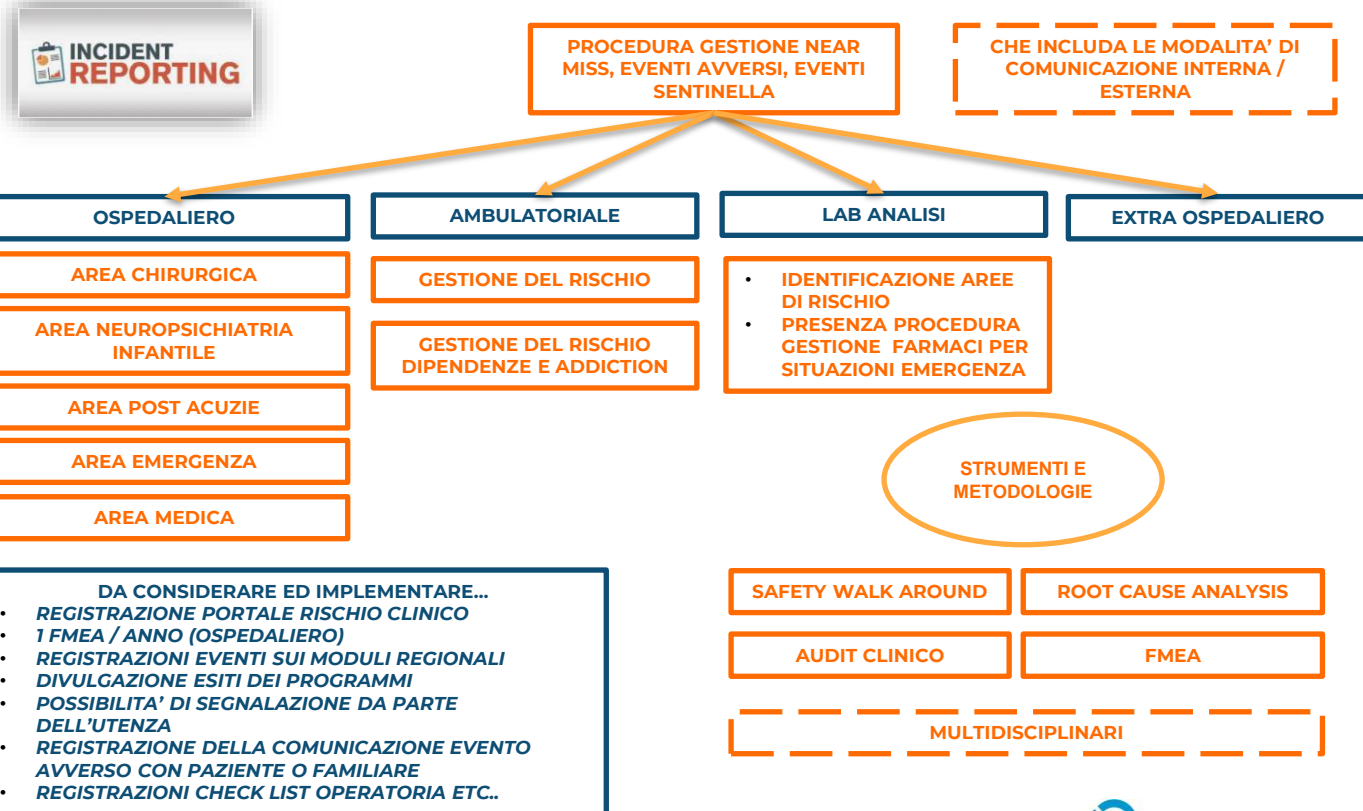 INCIDENT
REPORTING
PROCEDURA GESTIONE NEAR
MISS, EVENTI AVVERSI, EVENTI
SENTINELLA
CHE INCLUDA LE MODALITA’ DI
COMUNICAZIONE INTERNA /
ESTERNA
OSPEDALIERO
AMBULATORIALE
LAB ANALISI
EXTRA OSPEDALIERO
AREA CHIRURGICA
AREA NEUROPSICHIATRIA
INFANTILE
AREA POST ACUZIE
AREA EMERGENZA
AREA MEDICA
GESTIONE DEL RISCHIO
GESTIONE DEL RISCHIO
DIPENDENZE E ADDICTION
• IDENTIFICAZIONE AREE
DI RISCHIO
• PRESENZA PROCEDURA
GESTIONE FARMACI PER
SITUAZIONI EMERGENZA
STRUMENTI E
METODOLOGIE
DA CONSIDERARE ED IMPLEMENTARE…
• REGISTRAZIONE PORTALE RISCHIO CLINICO
• 1 FMEA / ANNO (OSPEDALIERO)
• REGISTRAZIONI EVENTI SUI MODULI REGIONALI
• DIVULGAZIONE ESITI DEI PROGRAMMI
• POSSIBILITA’ DI SEGNALAZIONE DA PARTE
DELL’UTENZA
• REGISTRAZIONE DELLA COMUNICAZIONE EVENTO
AVVERSO CON PAZIENTE O FAMILIARE
• REGISTRAZIONI CHECK LIST OPERATORIA ETC..
SAFETY WALK AROUND
ROOT CAUSE ANALYSIS
AUDIT CLINICO
FMEA
MULTIDISCIPLINARI